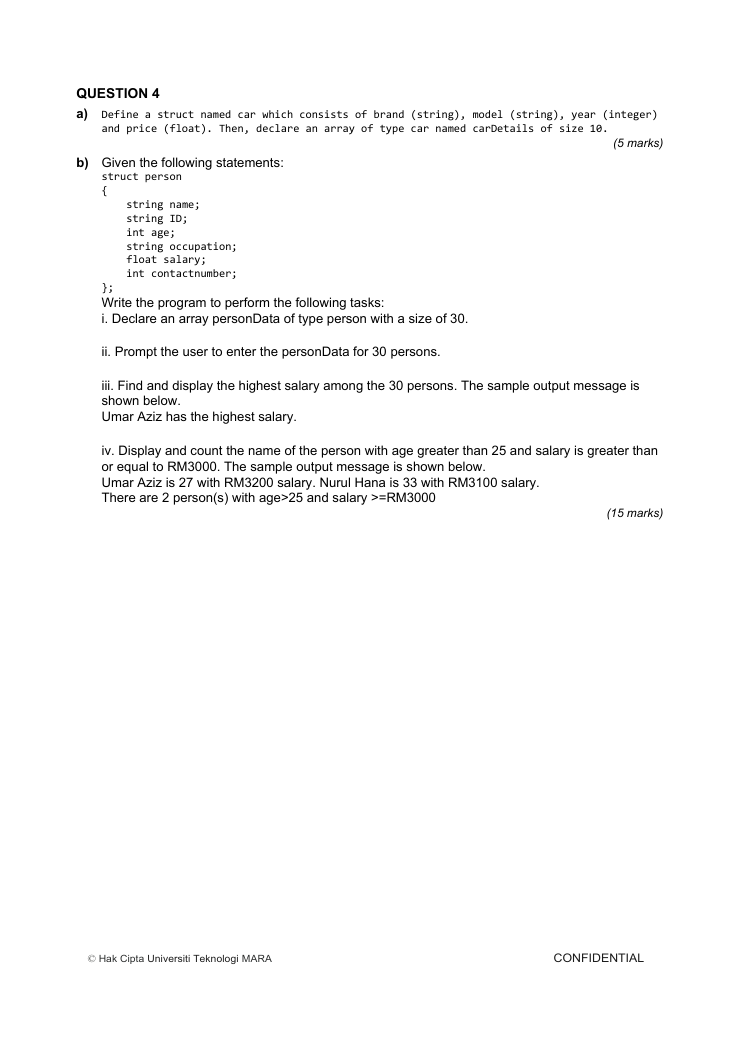 QUESTION 4
a) Define a struct named car which consists of brand (string), model (string), year (integer)
and price (float). Then, declare an array of type car named carDetails of size 10.
(5 marks)
b) Given the following statements:
struct person
{
string name;
string ID;
int age;
string occupation;
float salary;
int contactnumber;
};
Write the program to perform the following tasks:
i. Declare an array personData of type person with a size of 30.
ii. Prompt the user to enter the personData for 30 persons.
iii. Find and display the highest salary among the 30 persons. The sample output message is
shown below.
Umar Aziz has the highest salary.
iv. Display and count the name of the person with age greater than 25 and salary is greater than
or equal to RM3000. The sample output message is shown below.
Umar Aziz is 27 with RM3200 salary. Nurul Hana is 33 with RM3100 salary.
There are 2 person(s) with age>25 and salary >=RM3000
(15 marks)
© Hak Cipta Universiti Teknologi MARA CONFIDENTIAL